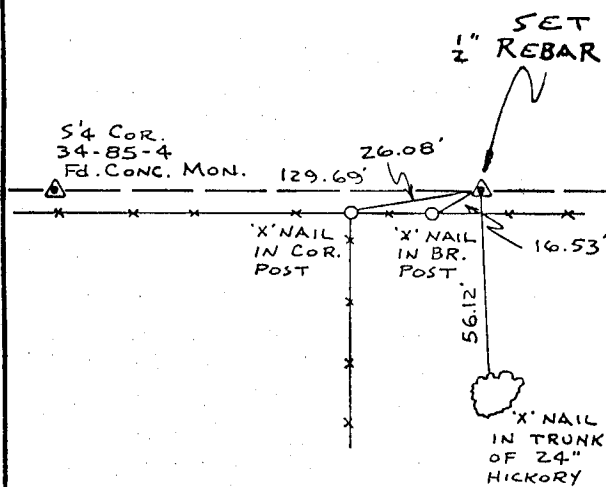 SET
½" REBAR
S'4 COR.
34-85-4
Fd. CONC. MON.
129.69'
26.08'
'X' NAIL
IN COR.
POST
'X' NAIL
IN BR.
POST
16.53'
56.12'
'X' NAIL
IN TRUNK
OF 24"
HICKORY